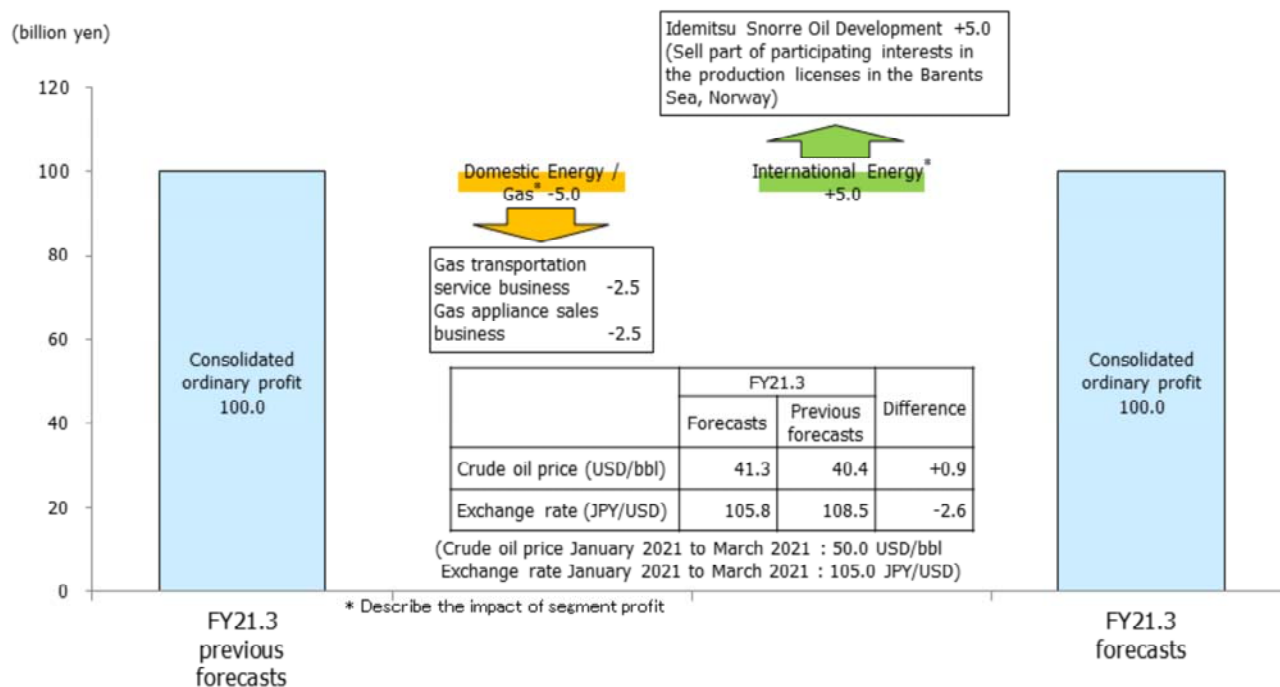 (billion yen)
120
100
80
60
40
20
0
Consolidated
ordinary profit
100.0
FY21.3
previous
forecasts
Domestic Energy /
Gas* -5.0
Gas transportation
service business -2.5
Gas appliance sales
business -2.5
Idemitsu Snorre Oil Development +5.0
(Sell part of participating interests in
the production licenses in the Barents
Sea, Norway)
International Energy*
+5.0
FY21.3
Forecasts
Previous
forecasts
Difference
Crude oil price (USD/bbl) 41.3 40.4 +0.9
Exchange rate (JPY/USD) 105.8 108.5 -2.6
(Crude oil price January 2021 to March 2021 : 50.0 USD/bbl
Exchange rate January 2021 to March 2021 : 105.0 JPY/USD)
* Describe the impact of segment profit
Consolidated
ordinary profit
100.0
FY21.3
forecasts